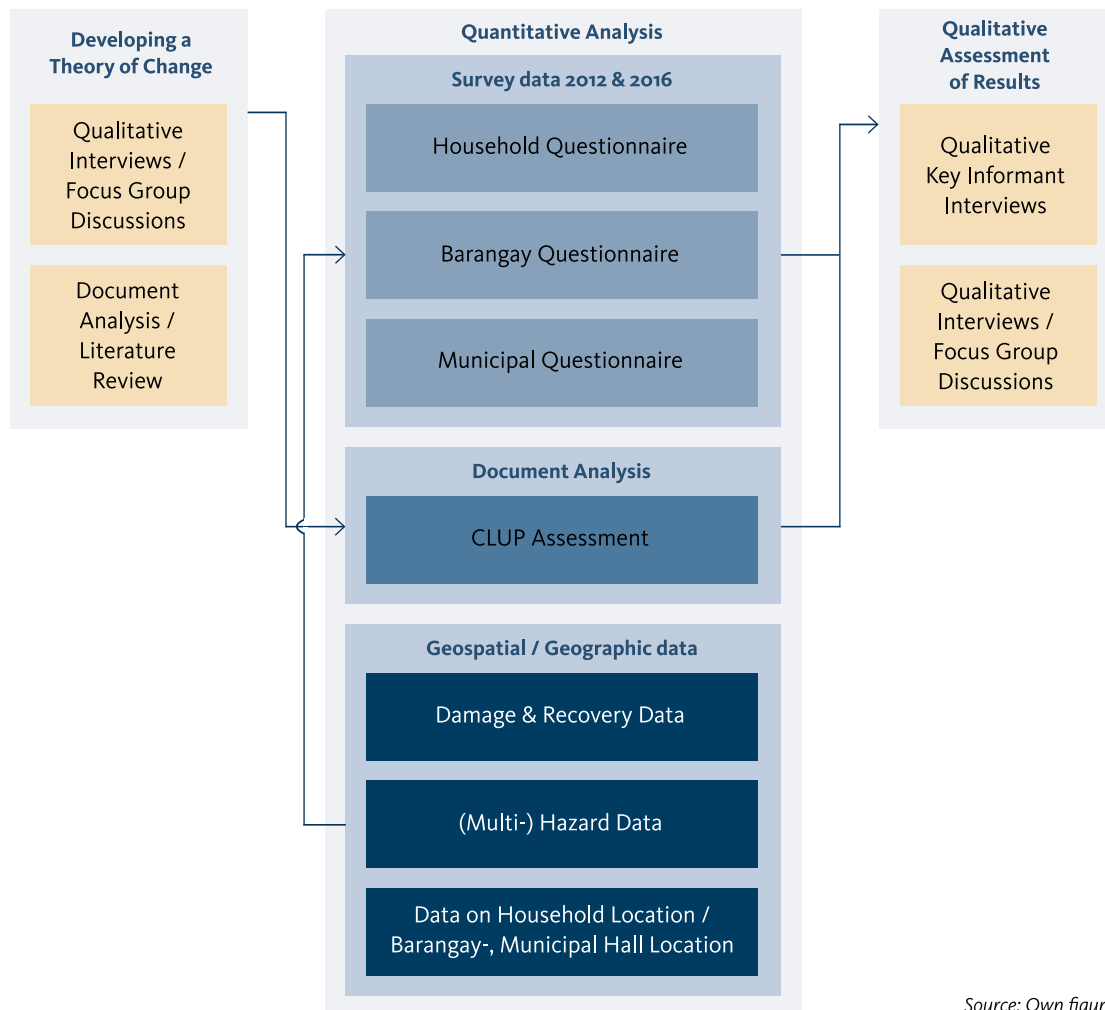 Developing a
Theory of Change
Qualitative
Interviews /
Focus Group
Discussions
Document
Analysis /
Literature
Review
Quantitative Analysis
Survey data 2012 & 2016
Household Questionnaire
Barangay Questionnaire
Municipal Questionnaire
Document Analysis
CLUP Assessment
Geospatial / Geographic data
Damage & Recovery Data
(Multi-) Hazard Data
Data on Household Location /
Barangay-, Municipal Hall Location
Qualitative
Assessment
of Results
Qualitative
Key Informant
Interviews
Qualitative
Interviews /
Focus Group
Discussions
Source: Own figur